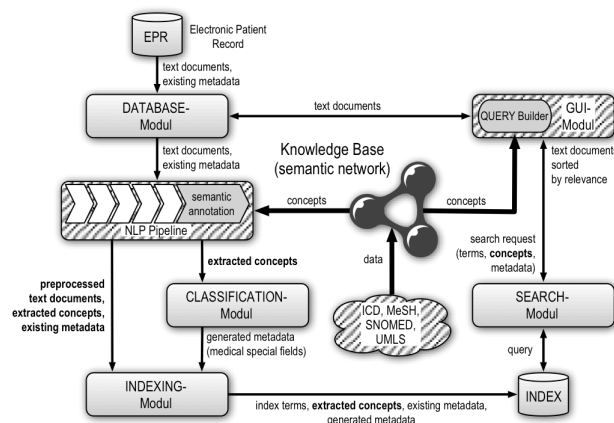 EPR
Electronic Patient
Record
text documents,
existing metadata
DATABASE-
Modul
text documents
QUERY Builder
GUI-
Modul
text documents,
existing metadata
Knowledge Base
(semantic network)
text documents
sorted
by relevance
semantic
annotation
NLP Pipeline
concepts
concepts
extracted concepts
data
search request
(terms, concepts,
metadata)
preprocessed
text documents,
extracted concepts,
existing metadata
CLASSIFICATION-
Modul
ICD, MeSH,
SNOMED,
UMLS
SEARCH-
Modul
generated metadata
(medical special fields)
query
INDEXING-
Modul
index terms, extracted concepts, existing metadata,
generated metadata
INDEX